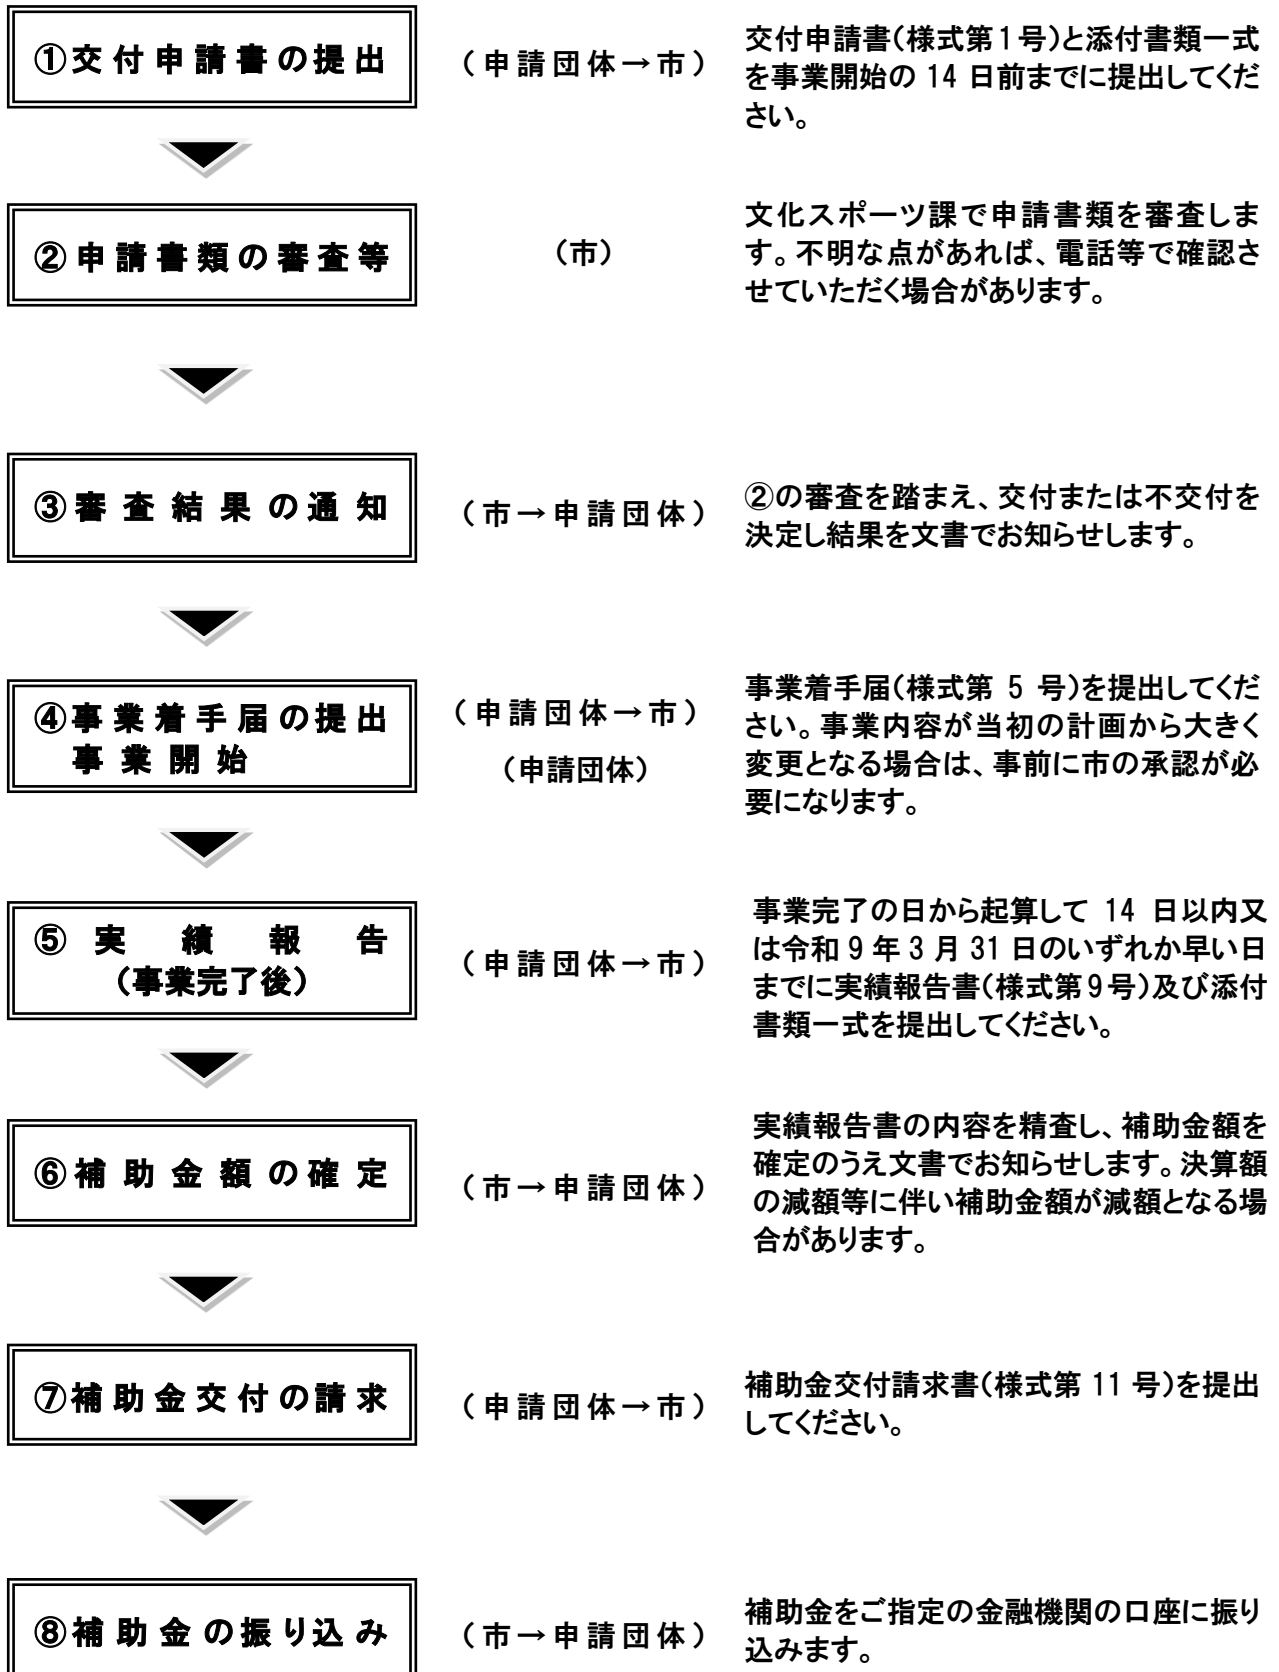 ①交付申請書の提出
（申請団体→市）
交付申請書（様式第1号）と添付書類一式
を事業開始の 14 日前までに提出してくだ
さい。
②申請書類の審査等
（市）
文化スポーツ課で申請書類を審査しま
す。不明な点があれば、電話等で確認さ
せていただく場合があります。
③審査結果の通知
（市→申請団体）
②の審査を踏まえ、交付または不交付を
決定し結果を文書でお知らせします。
④事業着手届の提出
事業開始
（申請団体→市）
（申請団体）
事業着手届（様式第 5 号）を提出してくだ
さい。事業内容が当初の計画から大きく
変更となる場合は、事前に市の承認が必
要になります。
⑤実績報告
（事業完了後）
（申請団体→市）
事業完了の日から起算して 14 日以内又
は令和 9 年 3 月 31 日のいずれか早い日
までに実績報告書（様式第9号）及び添付
書類一式を提出してください。
⑥補助金額の確定
（市→申請団体）
実績報告書の内容を精査し、補助金額を
確定のうえ文書でお知らせします。決算額
の減額等に伴い補助金額が減額となる場
合があります。
⑦補助金交付の請求
（申請団体→市）
補助金交付請求書（様式第 11 号）を提出
してください。
⑧補助金の振り込み
（市→申請団体）
補助金をご指定の金融機関の口座に振り
込みます。